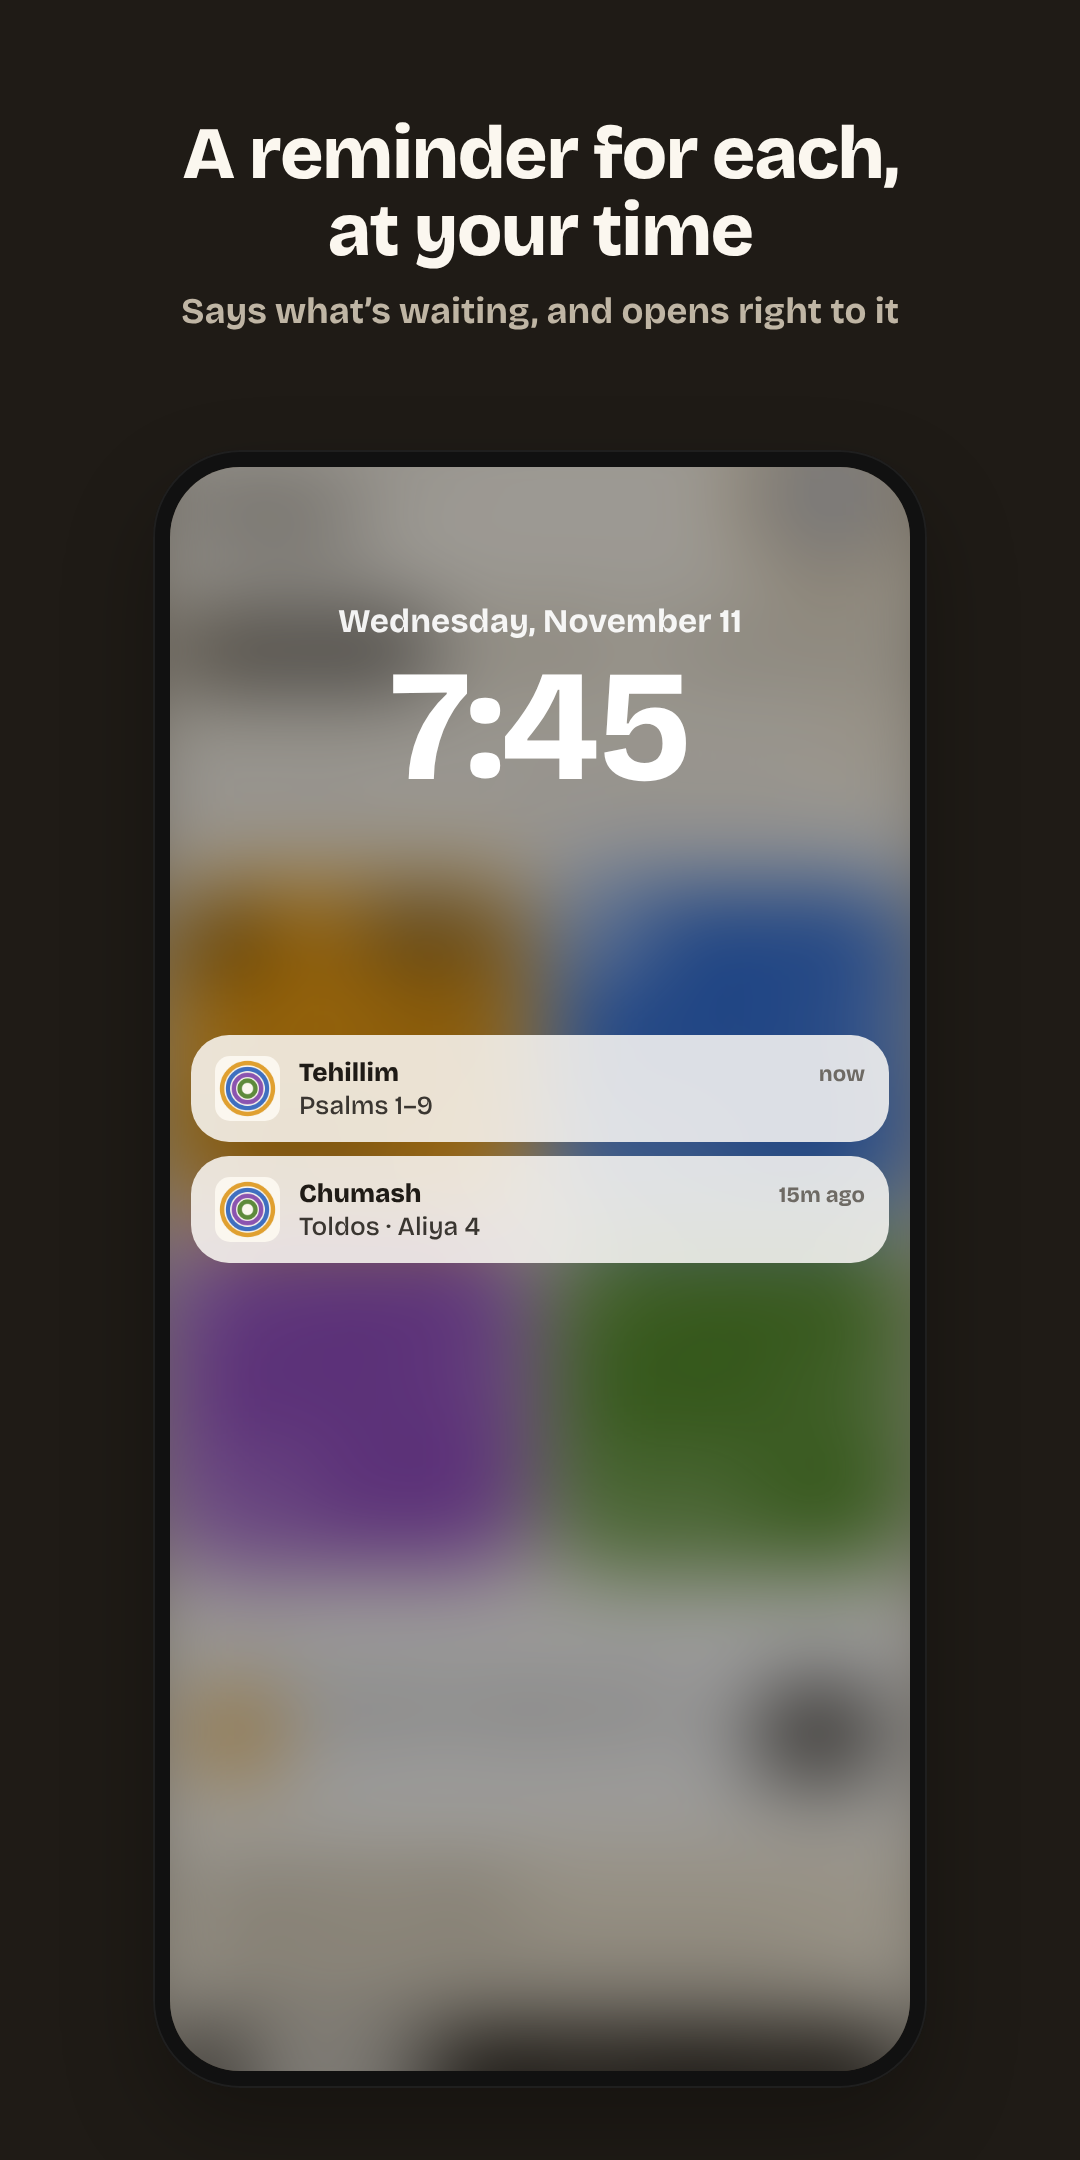 A reminder for each,
at your time
Says what’s waiting, and opens right to it
Wednesday, November 11
7:45
Tehillim
now
Psalms 1–9
Chumash
15m ago
Toldos · Aliya 4